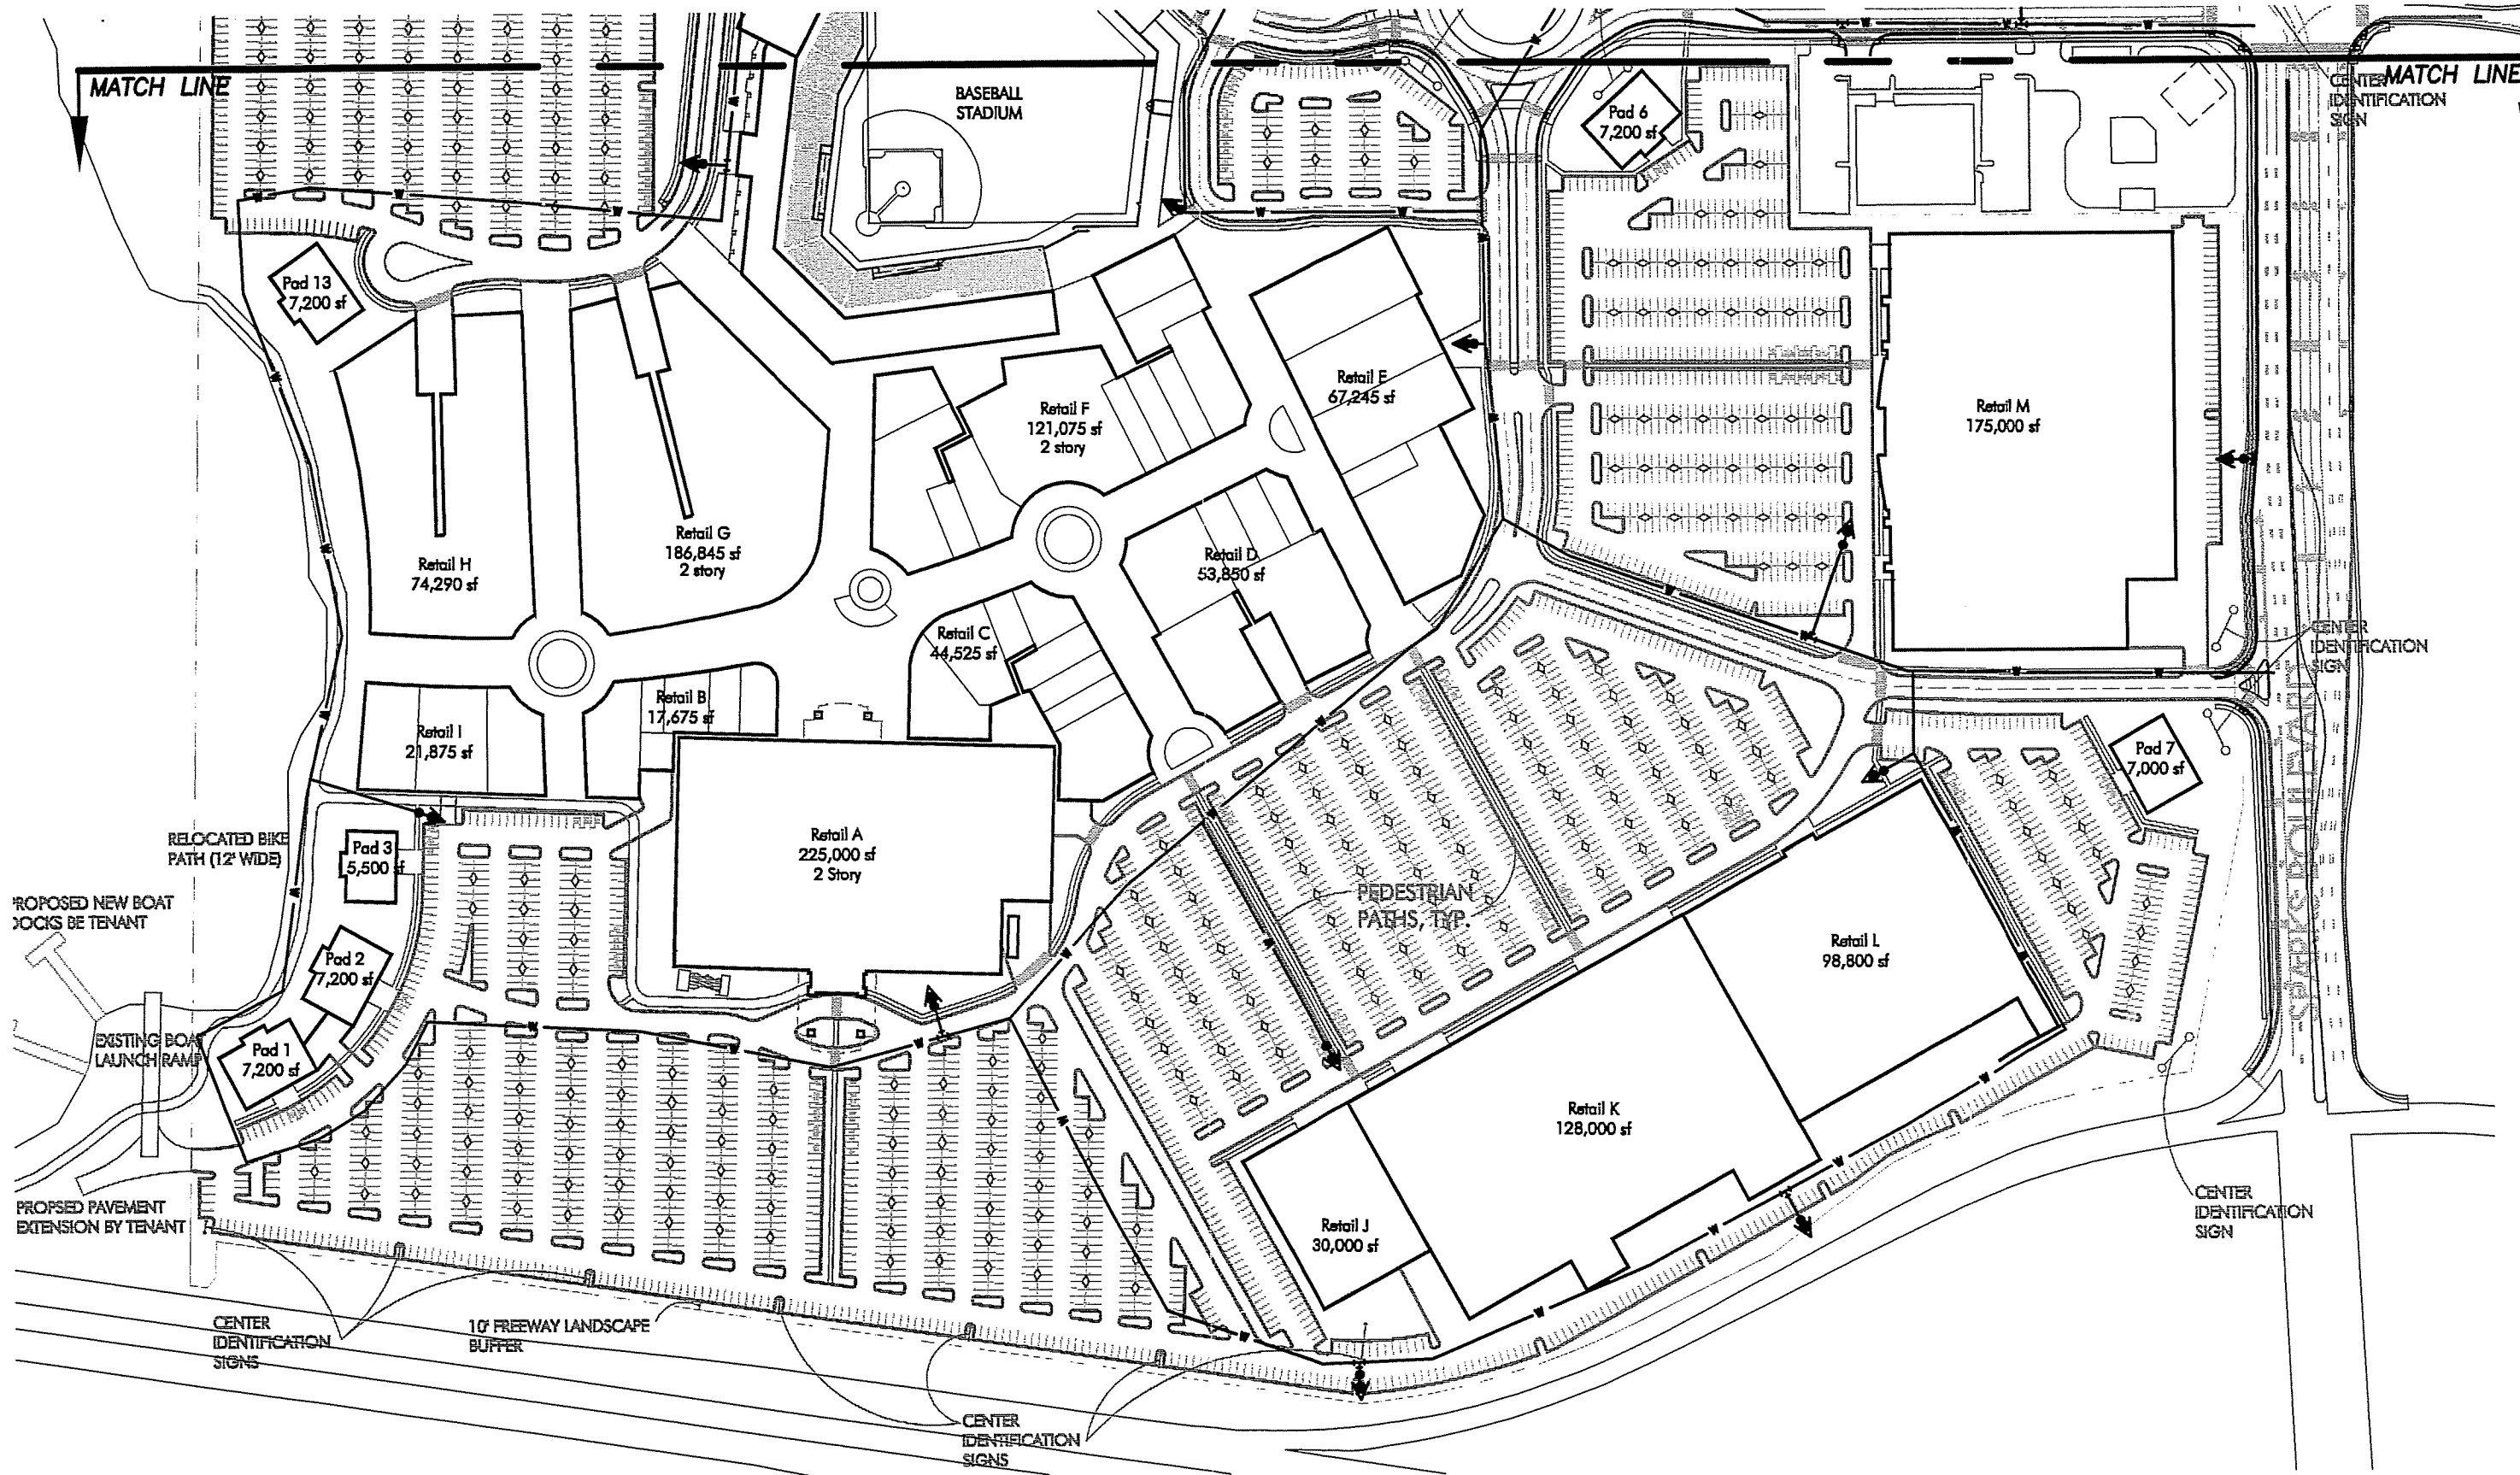 MATCH LINE
MATCH LINE
CENTER
IDENTIFICATION
SIGN
BASEBALL
STADIUM
Pad 6
7,200 sf
Pad 13
7,200 sf
Retail E
67,245 sf
Retail F
121,075 sf
2 story
Retail M
175,000 sf
Retail G
186,845 sf
2 story
Retail H
74,290 sf
Retail D
53,850 sf
Retail C
44,525 sf
CENTER
IDENTIFICATION
SIGN
Retail B
17,675 sf
Retail I
21,875 sf
Pad 7
7,000 sf
SPARKS BOULEVARD
Retail A
225,000 sf
2 Story
RELOCATED BIKE
PATH (12' WIDE)
Pad 3
5,500 sf
PEDESTRIAN
PATHS, TYP.
ROPOSED NEW BOAT
OCKS BE TENANT
Retail L
98,800 sf
Pad 2
7,200 sf
EXISTING BOAT
LAUNCH RAMP
Pad 1
7,200 sf
Retail K
128,000 sf
PROPSED PAVEMENT
EXTENSION BY TENANT
Retail J
30,000 sf
CENTER
IDENTIFICATION
SIGN
CENTER
IDENTIFICATION
SIGNS
10' FREEWAY LANDSCAPE
BUFFER
CENTER
IDENTIFICATION
SIGNS
W W W W W W W W W W W W W W W W W W W W W W W W W W W W W W W W W W